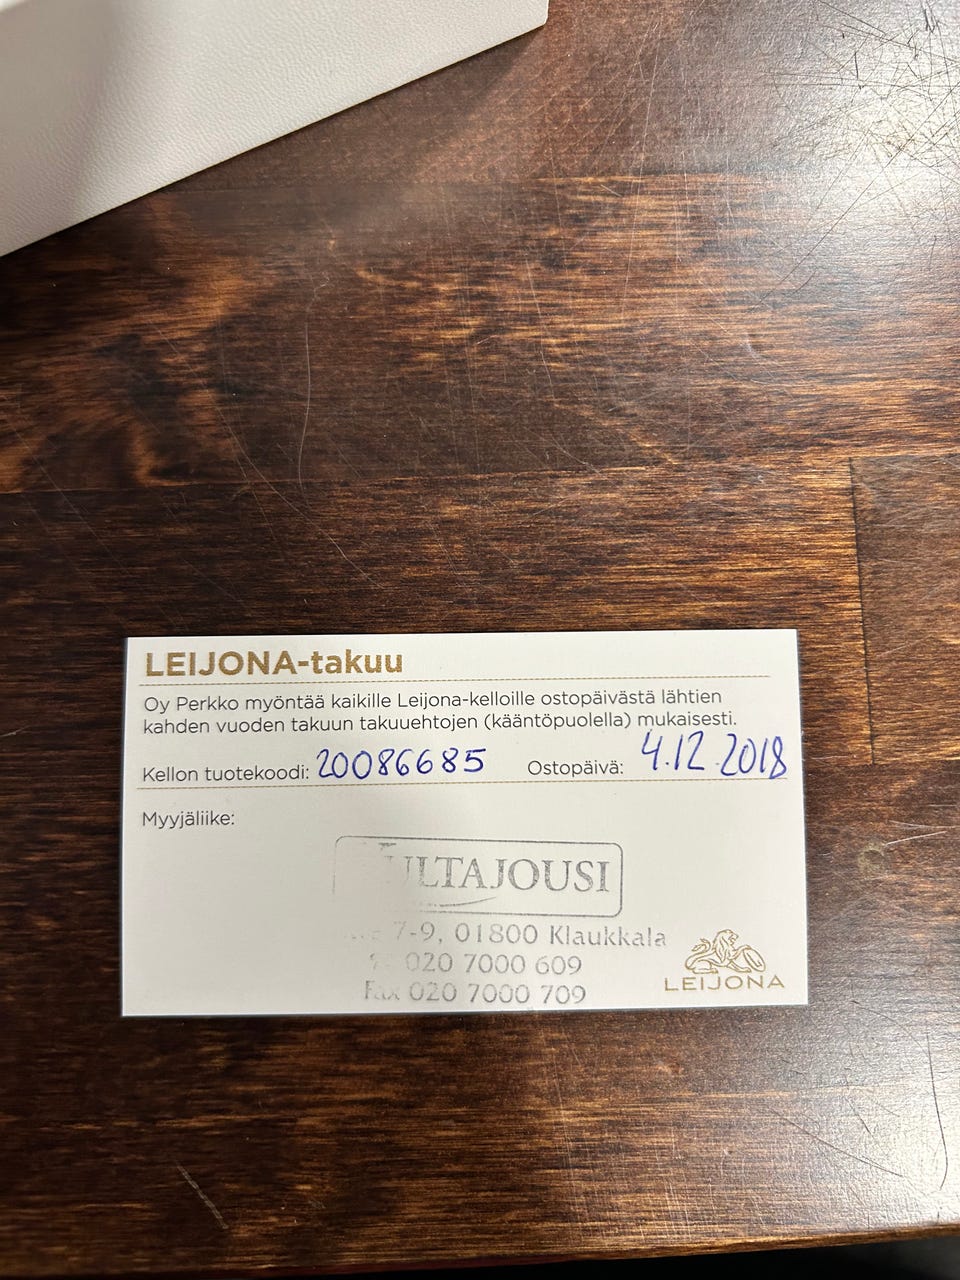 LEIJONA-takuu
Oy Perkko myöntää kaikille Leijona-kelloille ostopäivästä lähtien
kahden vuoden takuun takuuehtojen (kääntöpuolella) mukaisesti.
Kellon tuotekoodi: 20086685 Ostopäivä: 4.12.2018
Myyjäliike:
ULTAJOUSI
7-9, 01800 Klaukkala
020 7000 609
Fax 020 7000 709
LEIJONA